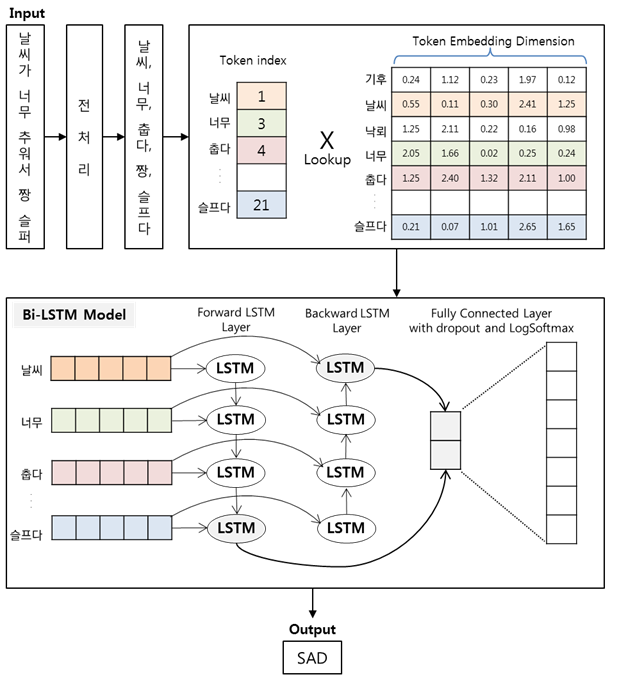 Input
날씨가 너무 추워서 짱 슬퍼
전처리
날씨, 너무, 춥다, 짱, 슬프다
Token index
날씨 1
너무 3
춥다 4
슬프다 21
X
Lookup
Token Embedding Dimension
기후 0.24 1.12 0.23 1.97 0.12
날씨 0.55 0.11 0.30 2.41 1.25
낙뢰 1.25 2.11 0.22 0.16 0.98
너무 2.05 1.66 0.02 0.25 0.24
춥다 1.25 2.40 1.32 2.11 1.00
슬프다 0.21 0.07 1.01 2.65 1.65
Bi-LSTM Model
Forward LSTM
Layer
Backward LSTM
Layer
Fully Connected Layer
with dropout and LogSoftmax
날씨 LSTM LSTM
너무 LSTM LSTM
춥다 LSTM LSTM
슬프다 LSTM LSTM
Output
SAD